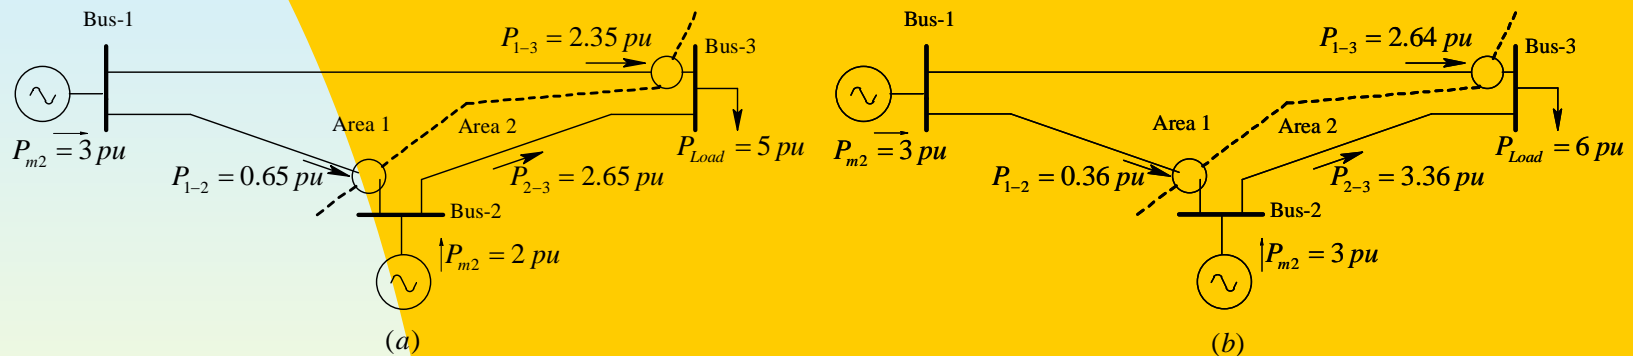 Bus-1
P1−3 = 2.35 pu
Bus-3
Area 1
Area 2
Pm2 = 3 pu
PLoad = 5 pu
P1−2 = 0.65 pu
P2−3 = 2.65 pu
Bus-2
Pm2 = 2 pu
(a)
Bus-1
P1−3 = 2.64 pu
Bus-3
Area 1
Area 2
Pm2 = 3 pu
PLoad = 6 pu
P1−2 = 0.36 pu
P2−3 = 3.36 pu
Bus-2
Pm2 = 3 pu
(b)